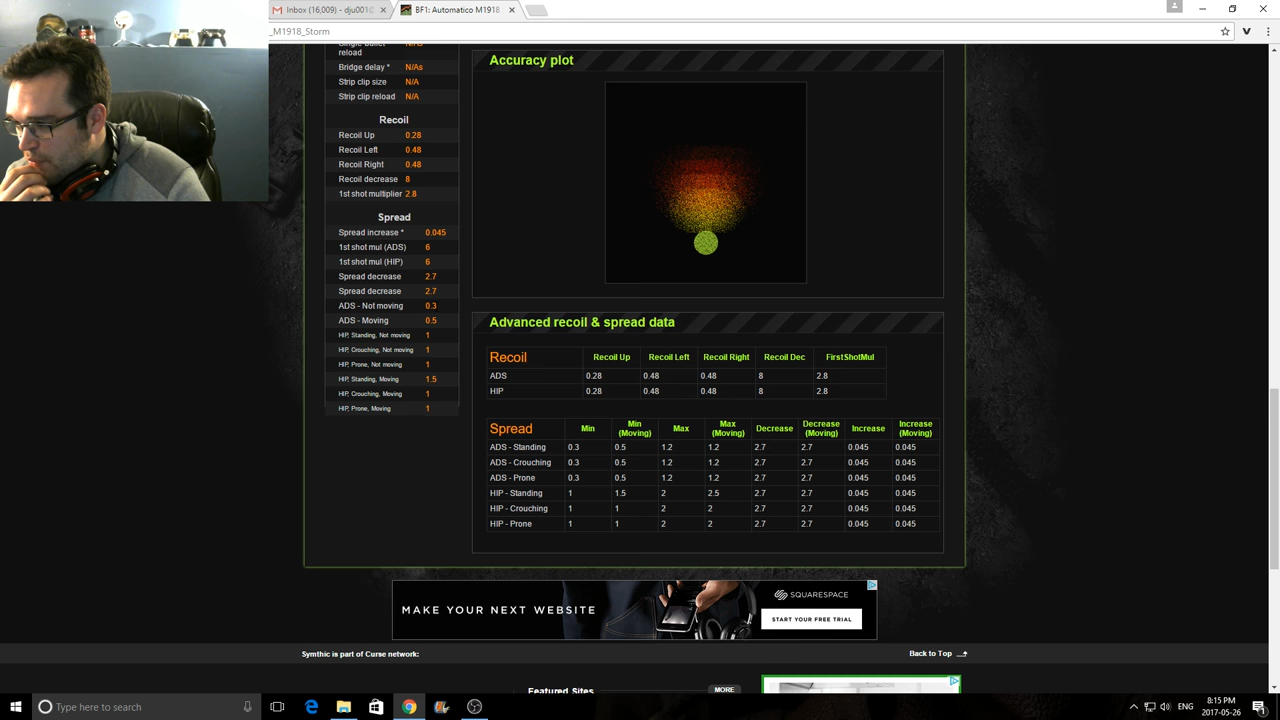 Inbox (16,009) - dju001@
BF1: Automatico M1918
_M1918_Storm
Single bullet
reload N/As
Bridge delay * N/As
Strip clip size N/A
Strip clip reload N/A
Recoil
Recoil Up 0.28
Recoil Left 0.48
Recoil Right 0.48
Recoil decrease 8
1st shot multiplier 2.8
Spread
Spread increase * 0.045
1st shot mul (ADS) 6
1st shot mul (HIP) 6
Spread decrease 2.7
Spread decrease 2.7
ADS - Not moving 0.3
ADS - Moving 0.5
HIP, Standing, Not moving 1
HIP, Crouching, Not moving 1
HIP, Prone, Not moving 1
HIP, Standing, Moving 1.5
HIP, Crouching, Moving 1
HIP, Prone, Moving 1
Accuracy plot
Advanced recoil & spread data
Recoil Recoil Up Recoil Left Recoil Right Recoil Dec FirstShotMul
ADS 0.28 0.48 0.48 8 2.8
HIP 0.28 0.48 0.48 8 2.8
Spread Min Min (Moving) Max Max (Moving) Decrease Decrease (Moving) Increase Increase (Moving)
ADS - Standing 0.3 0.5 1.2 1.2 2.7 2.7 0.045 0.045
ADS - Crouching 0.3 0.5 1.2 1.2 2.7 2.7 0.045 0.045
ADS - Prone 0.3 0.5 1.2 1.2 2.7 2.7 0.045 0.045
HIP - Standing 1 1.5 2 2.5 2.7 2.7 0.045 0.045
HIP - Crouching 1 1 2 2 2.7 2.7 0.045 0.045
HIP - Prone 1 1 2 2 2.7 2.7 0.045 0.045
MAKE YOUR NEXT WEBSITE
SQUARESPACE
START YOUR FREE TRIAL
Symthic is part of Curse network:
Back to Top
Featured Sites
MORE
Type here to search
ENG
8:15 PM
2017-05-26